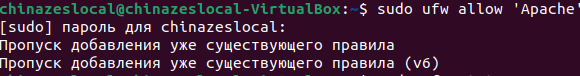 chinazeslocal@chinazeslocal-VirtualBox:~$ sudo ufw allow 'Apache'
[sudo] пароль для chinazeslocal:
Пропуск добавления уже существующего правила
Пропуск добавления уже существующего правила (v6)